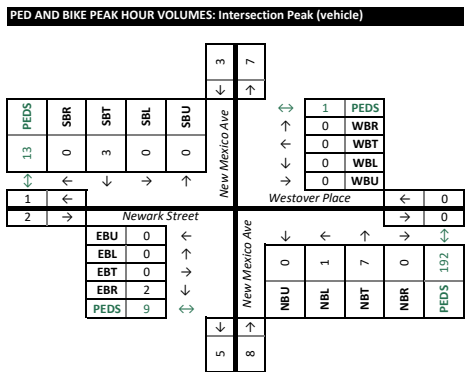 PED AND BIKE PEAK HOUR VOLUMES: Intersection Peak (vehicle)
3 7
↓ ↑
PEDS SBR SBT SBL SBU
13 0 3 0 0
↕ ← ↓ → ↑
New Mexico Ave
↔ 1 PEDS
↑ 0 WBR
← 0 WBT
↓ 0 WBL
→ 0 WBU
1 ←
2 →
Newark Street
Westover Place
← 0
→ 0
EBU 0 ←
EBL 0 ↑
EBT 0 →
EBR 2 ↓
PEDS 9 ↔
New Mexico Ave
↓ ← ↑ → ↕
0 1 7 0 192
NBU NBL NBT NBR PEDS
↓ ↑
5 8